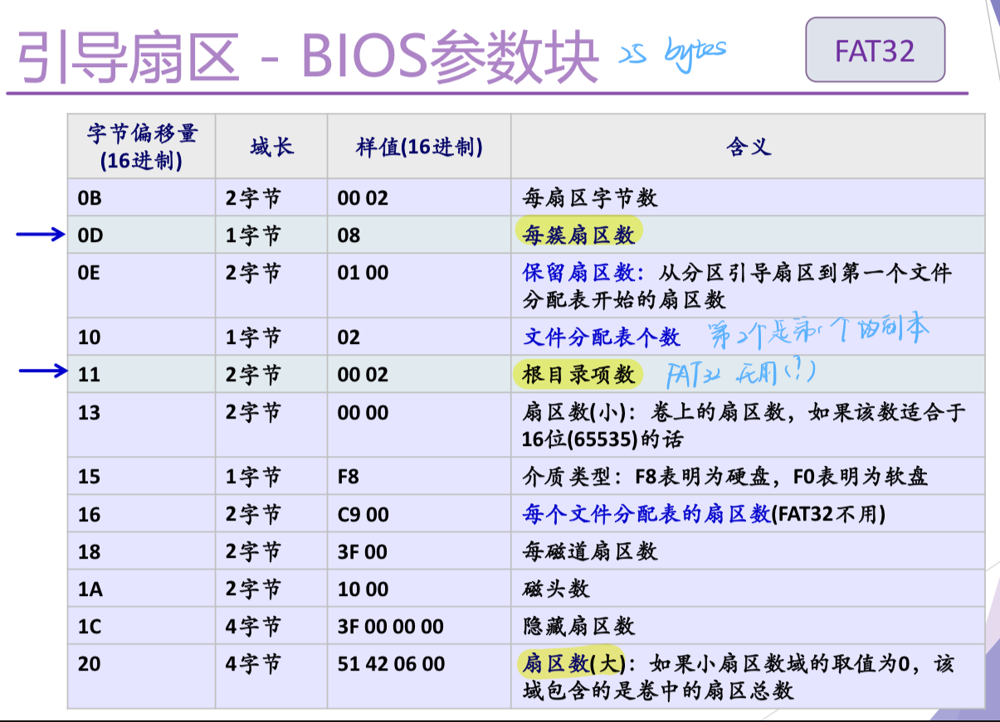 引导扇区 - BIOS参数块 25 bytes
FAT32
字节偏移量
(16进制) 域长 样值(16进制) 含义
0B 2字节 00 02 每扇区字节数
0D 1字节 08 每簇扇区数
0E 2字节 01 00 保留扇区数：从分区引导扇区到第一个文件
分配表开始的扇区数
10 1字节 02 文件分配表个数 第2个是第1个的副本
11 2字节 00 02 根目录项数 FAT32 无用(?)
13 2字节 00 00 扇区数(小)：卷上的扇区数，如果该数适合于
16位(65535)的话
15 1字节 F8 介质类型：F8表明为硬盘，F0表明为软盘
16 2字节 C9 00 每个文件分配表的扇区数(FAT32不用)
18 2字节 3F 00 每磁道扇区数
1A 2字节 10 00 磁头数
1C 4字节 3F 00 00 00 隐藏扇区数
20 4字节 51 42 06 00 扇区数(大)：如果小扇区数域的取值为0，该
域包含的是卷中的扇区总数